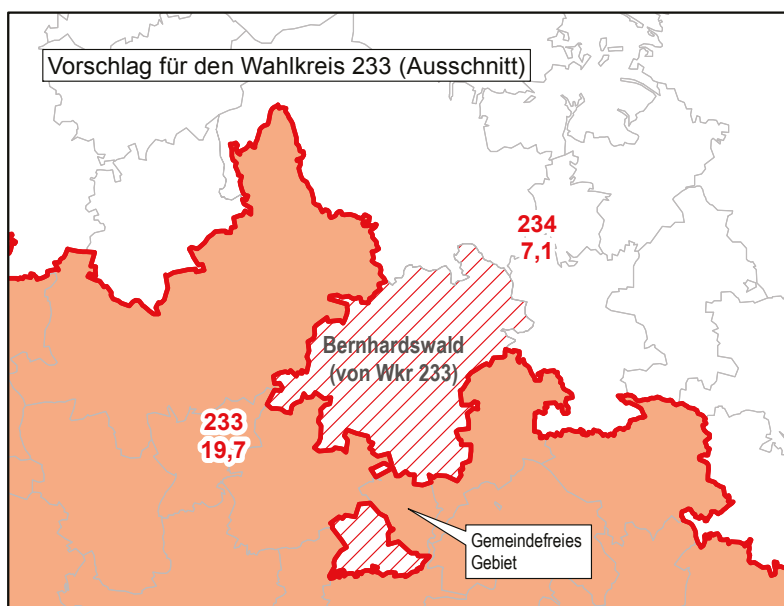 Vorschlag für den Wahlkreis 233 (Ausschnitt)
234
7,1
Bernhardswald
(von Wkr 233)
233
19,7
Gemeindefreies
Gebiet